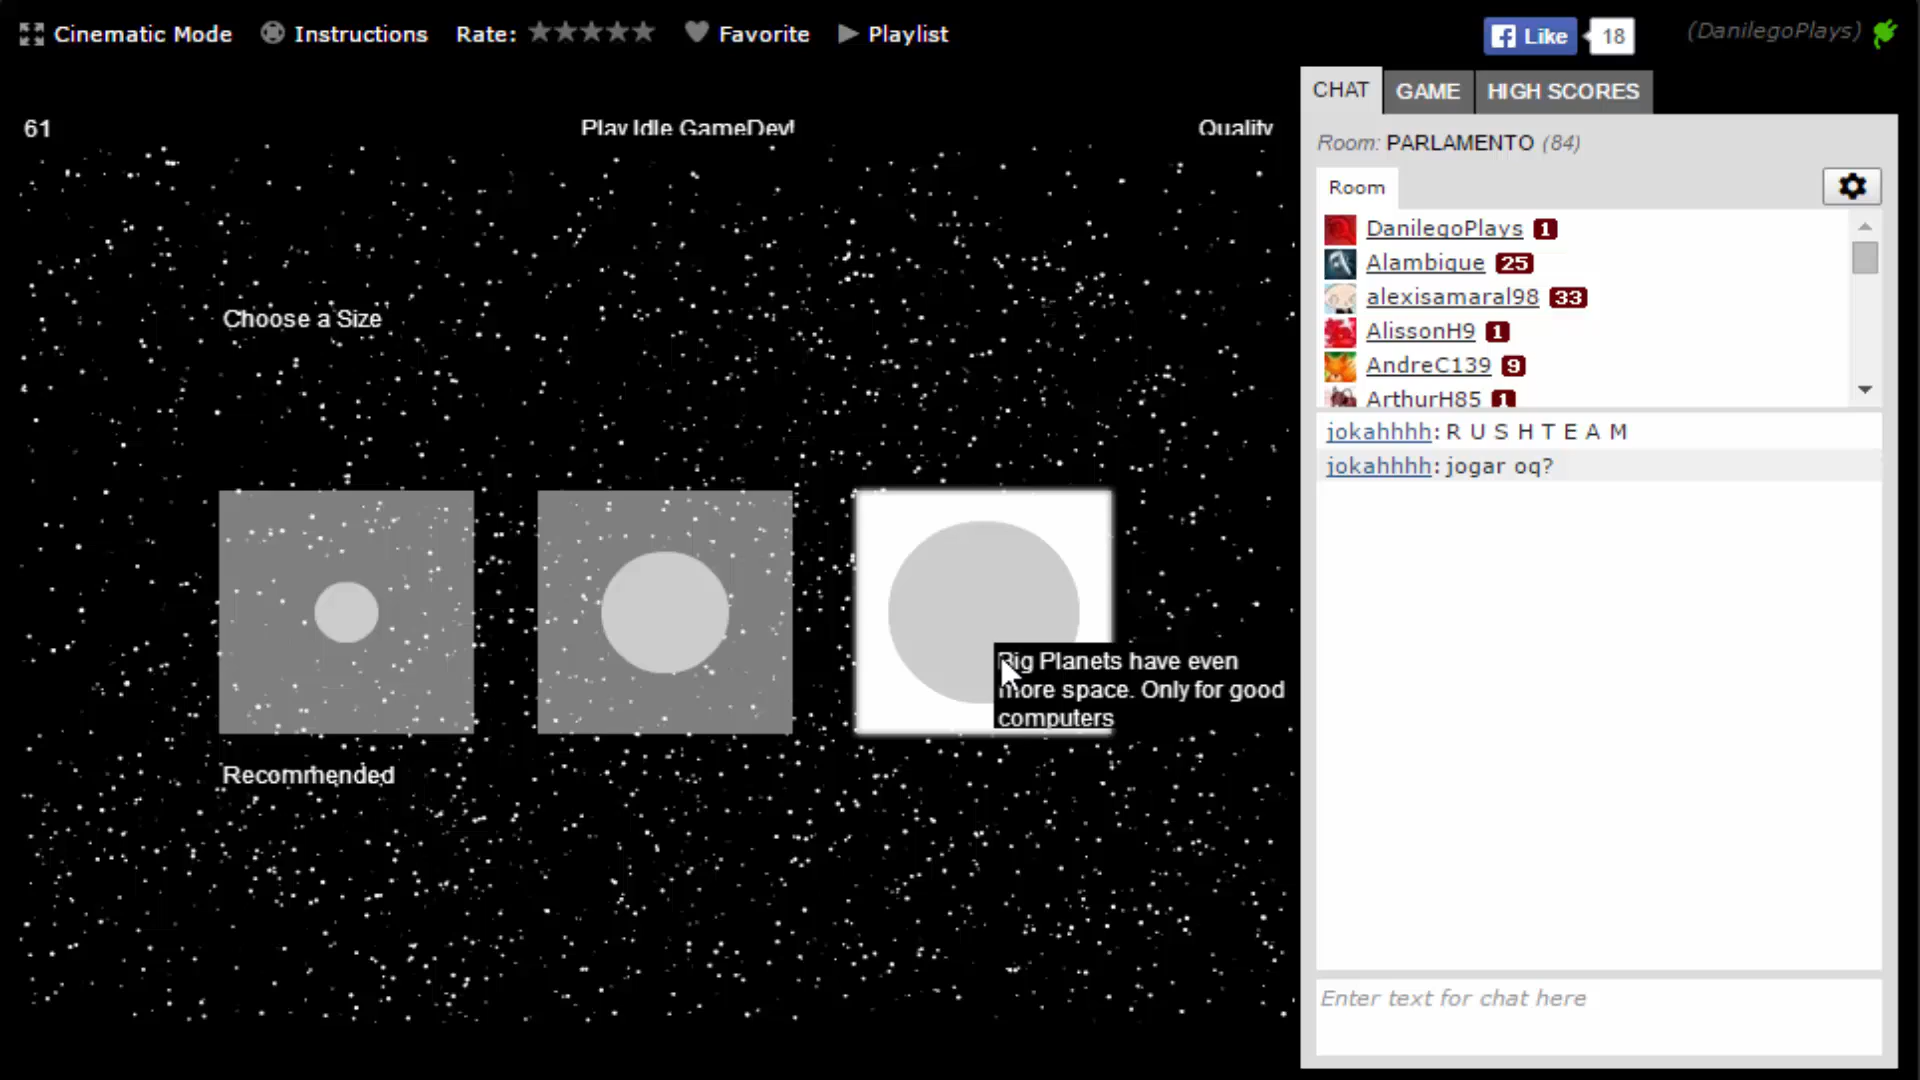 Cinematic Mode Instructions Rate: Favorite Playlist
Like 18 (DanilegoPlays)
CHAT GAME HIGH SCORES
61 Play Idle GameDev! Quality
Room: PARLAMENTO (84)
Room
DanilegoPlays 1
Alambique 25
alexisamaral98 33
AlissonH9 1
AndreC139 9
ArthurH85 1
jokahhhh: R U S H T E A M
jokahhhh: jogar oq?
Choose a Size
Big Planets have even
more space. Only for good
computers
Recommended
Enter text for chat here